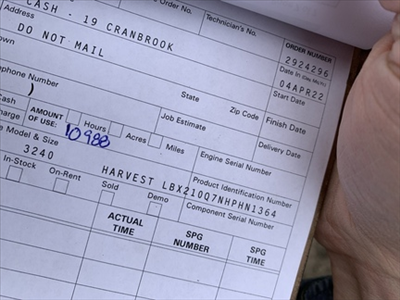 Order No.
Technician's No.
Address
CASH - 19 CRANBROOK
ORDER NUMBER
2924296
DO NOT MAIL
Date In
04APR22
Start Date
State
Zip Code
Telephone Number
)
Job Estimate
Finish Date
Cash
Charge
AMOUNT OF USE:
10988
Hours
Acres
Miles
Delivery Date
Engine Serial Number
Model & Size
3240
HARVEST LBX210Q7NHPHN1364
Product Identification Number
Component Serial Number
In-Stock
On-Rent
Sold
Demo
ACTUAL TIME
SPG NUMBER
SPG TIME